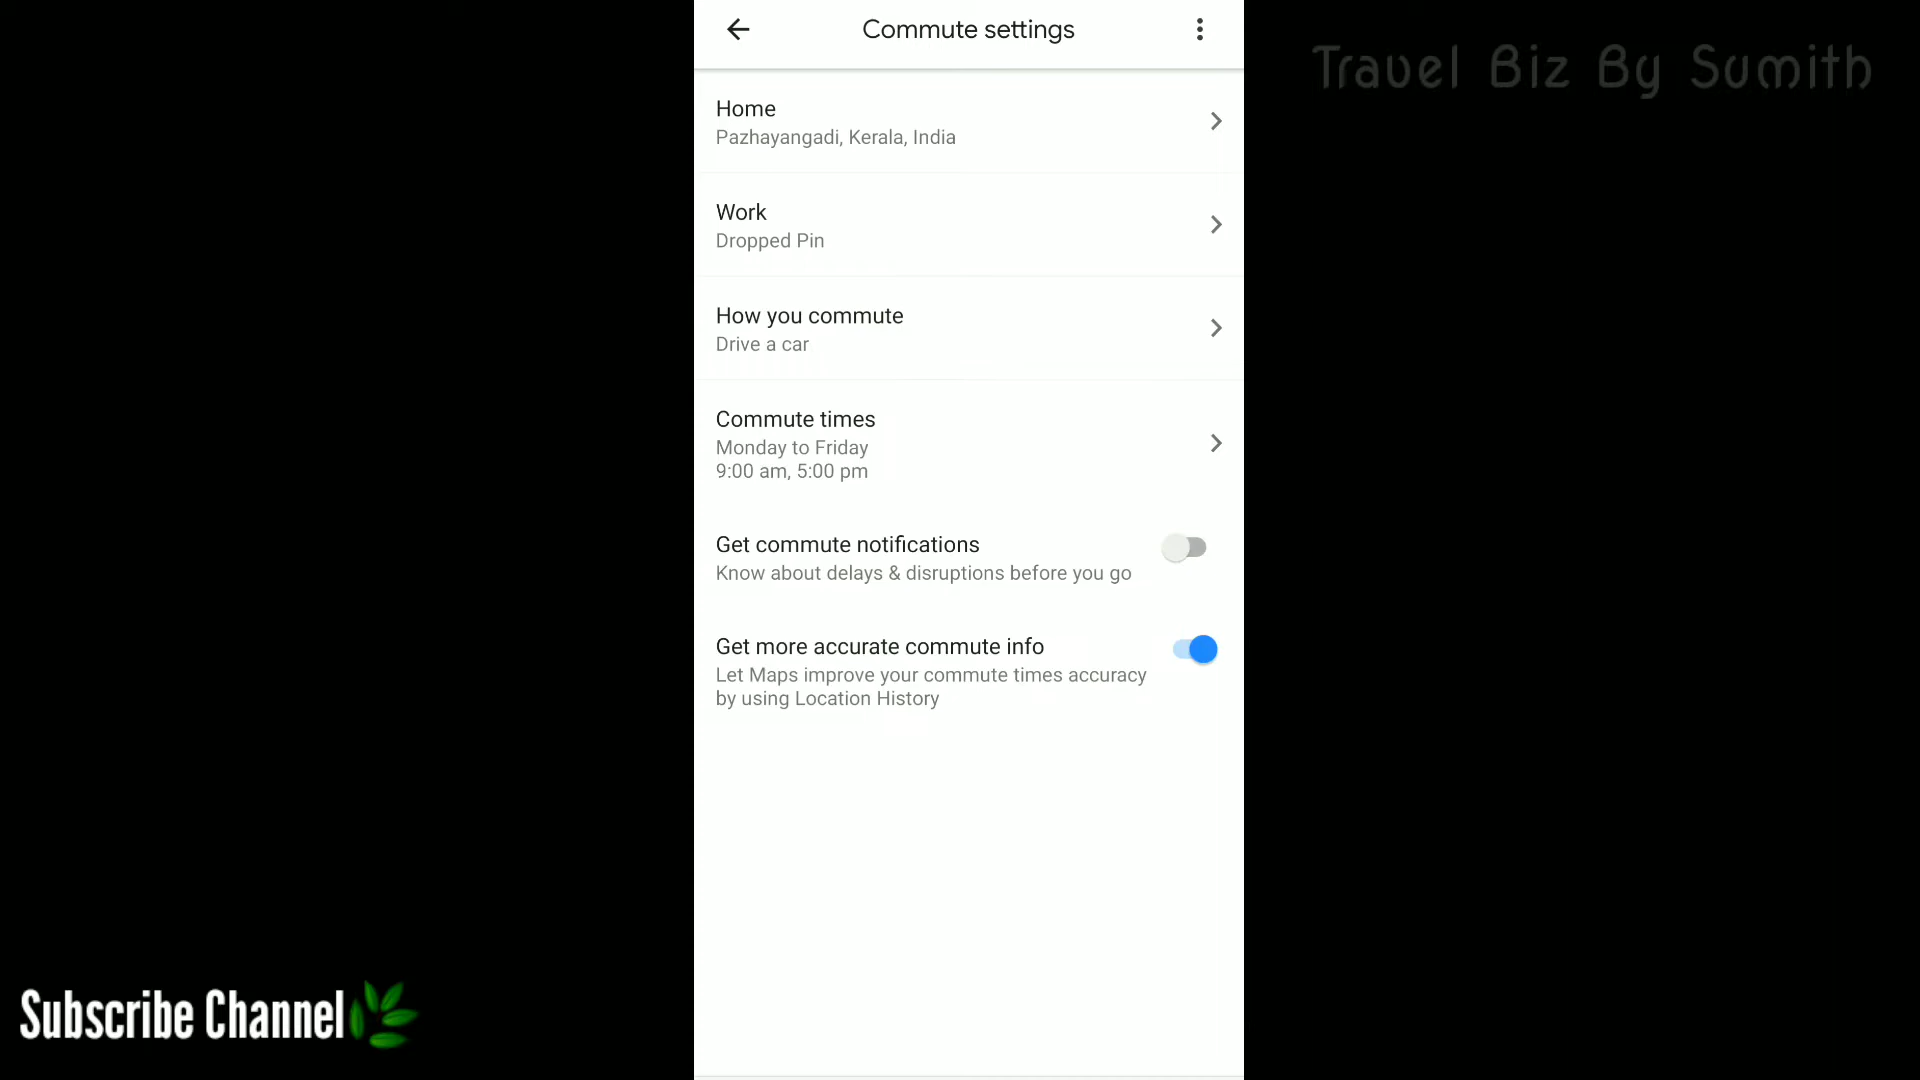 Commute settings
Travel Biz By Sumith
Home
Pazhayangadi, Kerala, India
Work
Dropped Pin
How you commute
Drive a car
Commute times
Monday to Friday
9:00 am, 5:00 pm
Get commute notifications
Know about delays & disruptions before you go
Get more accurate commute info
Let Maps improve your commute times accuracy
by using Location History
Subscribe Channel